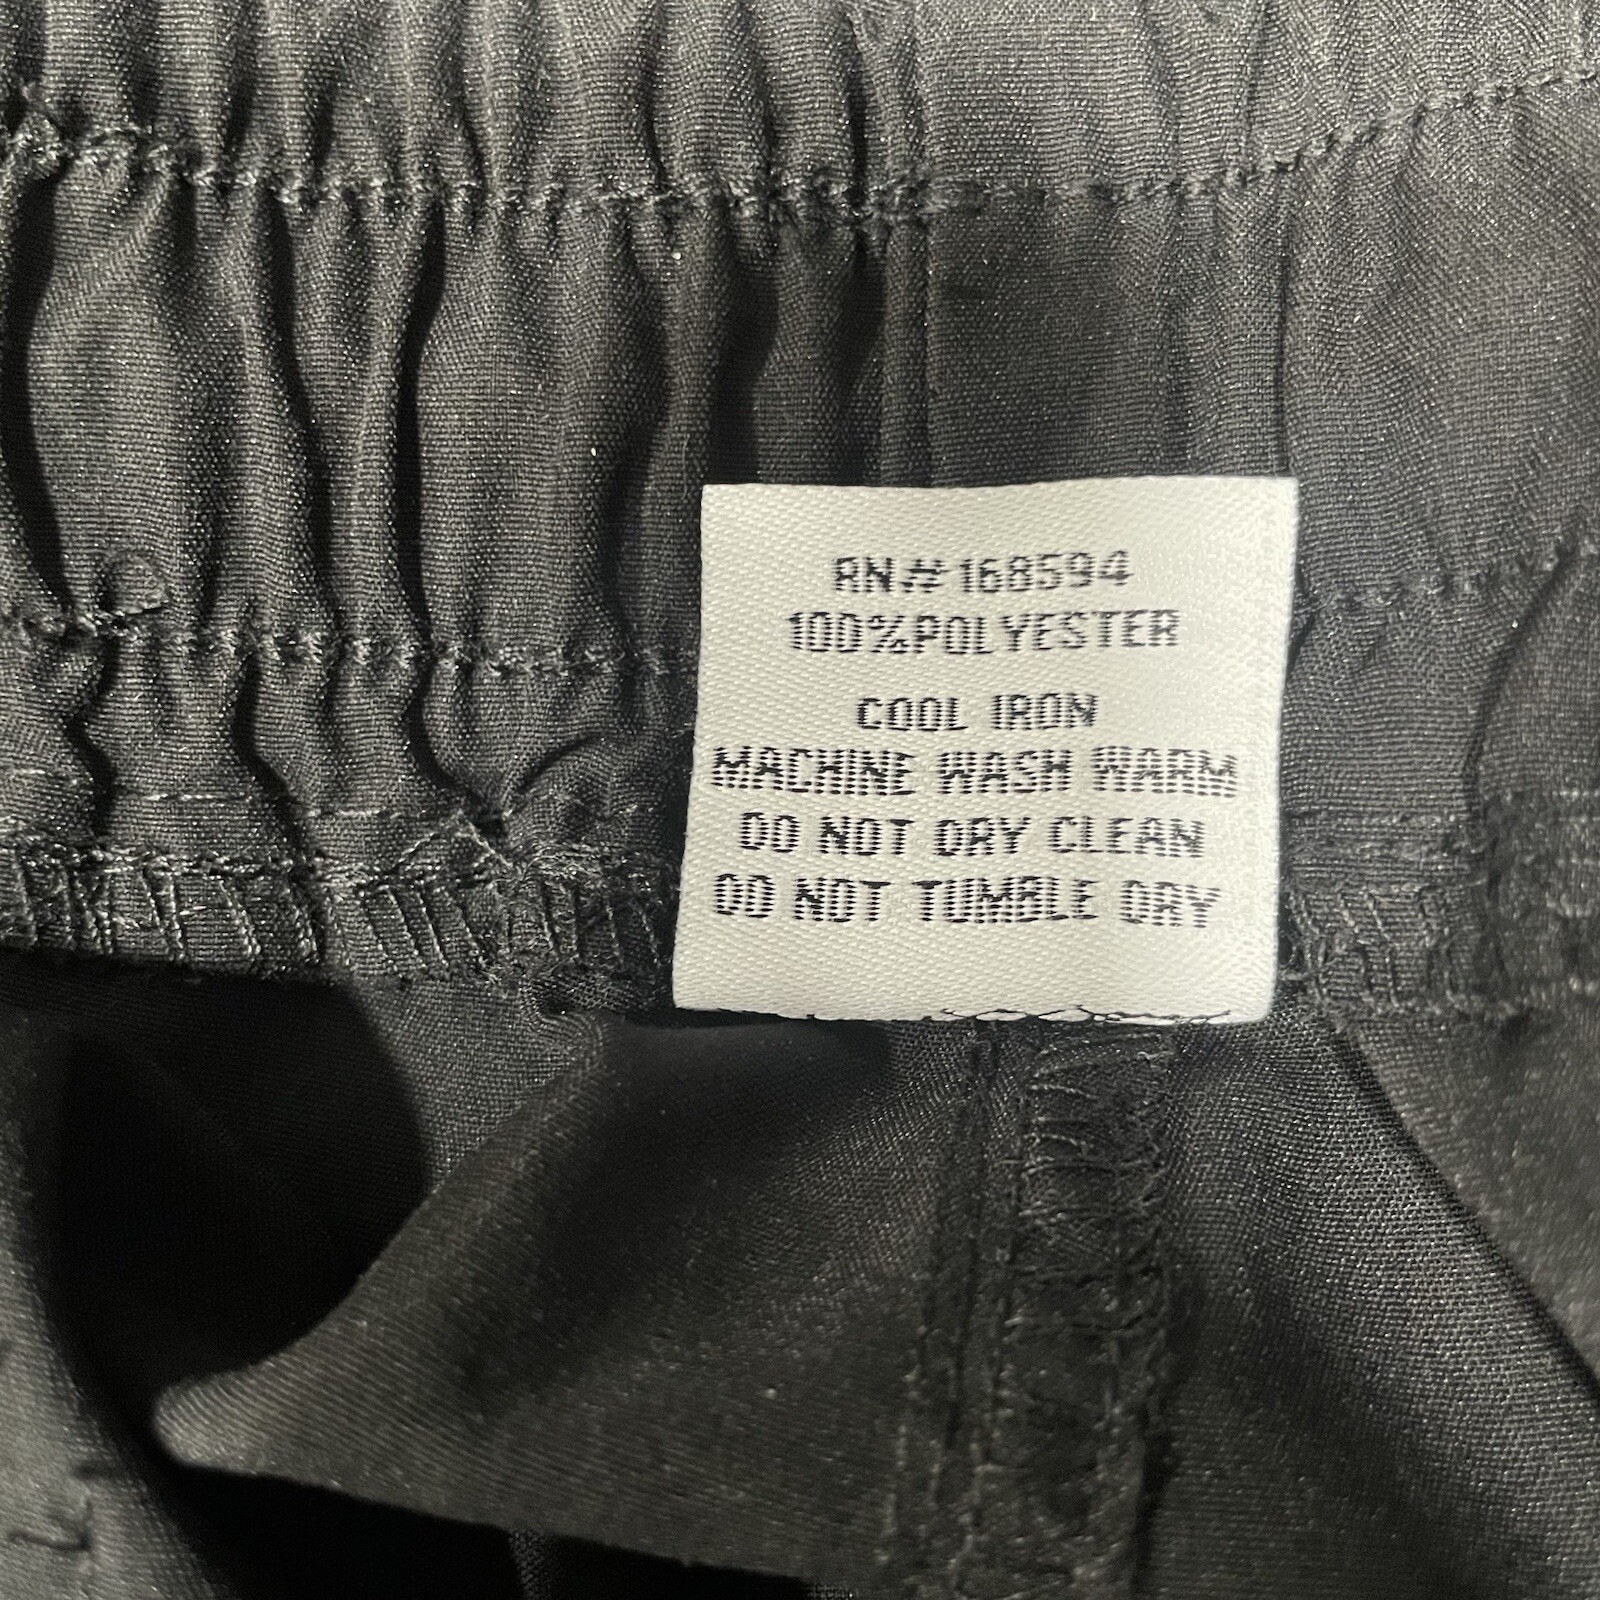 RN#168594
100%POLYESTER
COOL IRON
MACHINE WASH WARM
DO NOT DRY CLEAN
DO NOT TUMBLE DRY